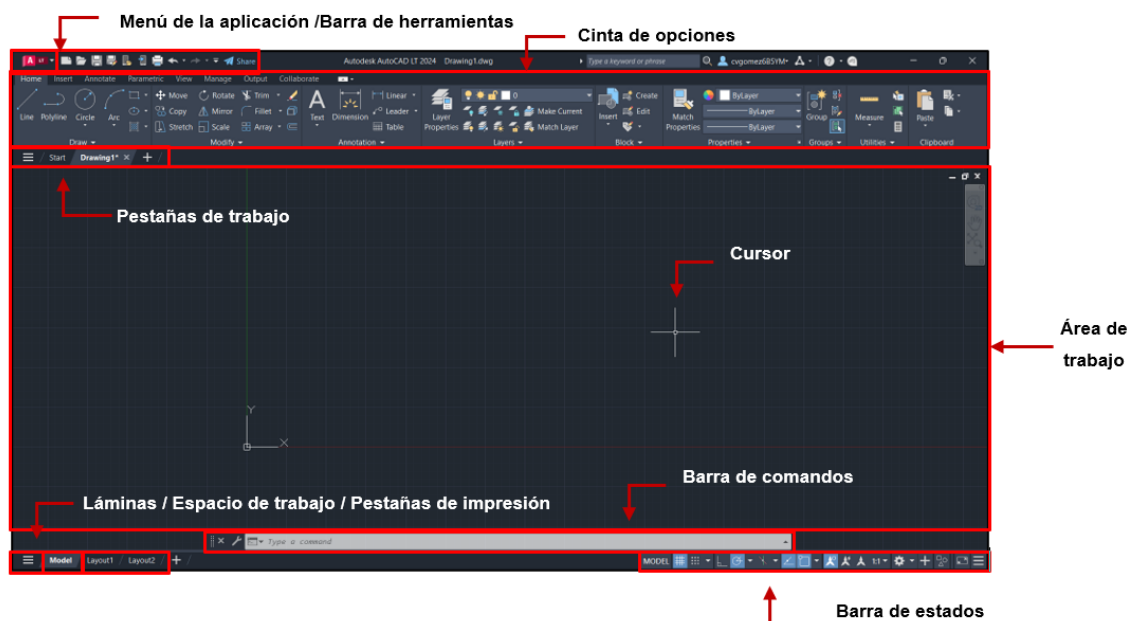 Menú de la aplicación /Barra de herramientas
Cinta de opciones
Share
Autodesk AutoCAD LT 2024 Drawing1.dwg
Type a keyword or phrase
Home Insert Annotate Parametric View Manage Output Collaborate
Line Polyline Circle Arc
Move Rotate Trim
Copy Mirror Fillet
Stretch Scale Array
Text Dimension
Linear
Leader
Table
Layer Properties
0
Make Current
Match Layer
Insert
Create
Edit
Match Properties
ByLayer
ByLayer
ByLayer
Group
Measure
Paste
Draw Modify Annotation Layers Block Properties Groups Utilities Clipboard
Start Drawing1*
Pestañas de trabajo
Cursor
Área de
trabajo
Y
X
Barra de comandos
Láminas / Espacio de trabajo / Pestañas de impresión
Type a command
Model Layout1 Layout2
MODEL 1:1
Barra de estados